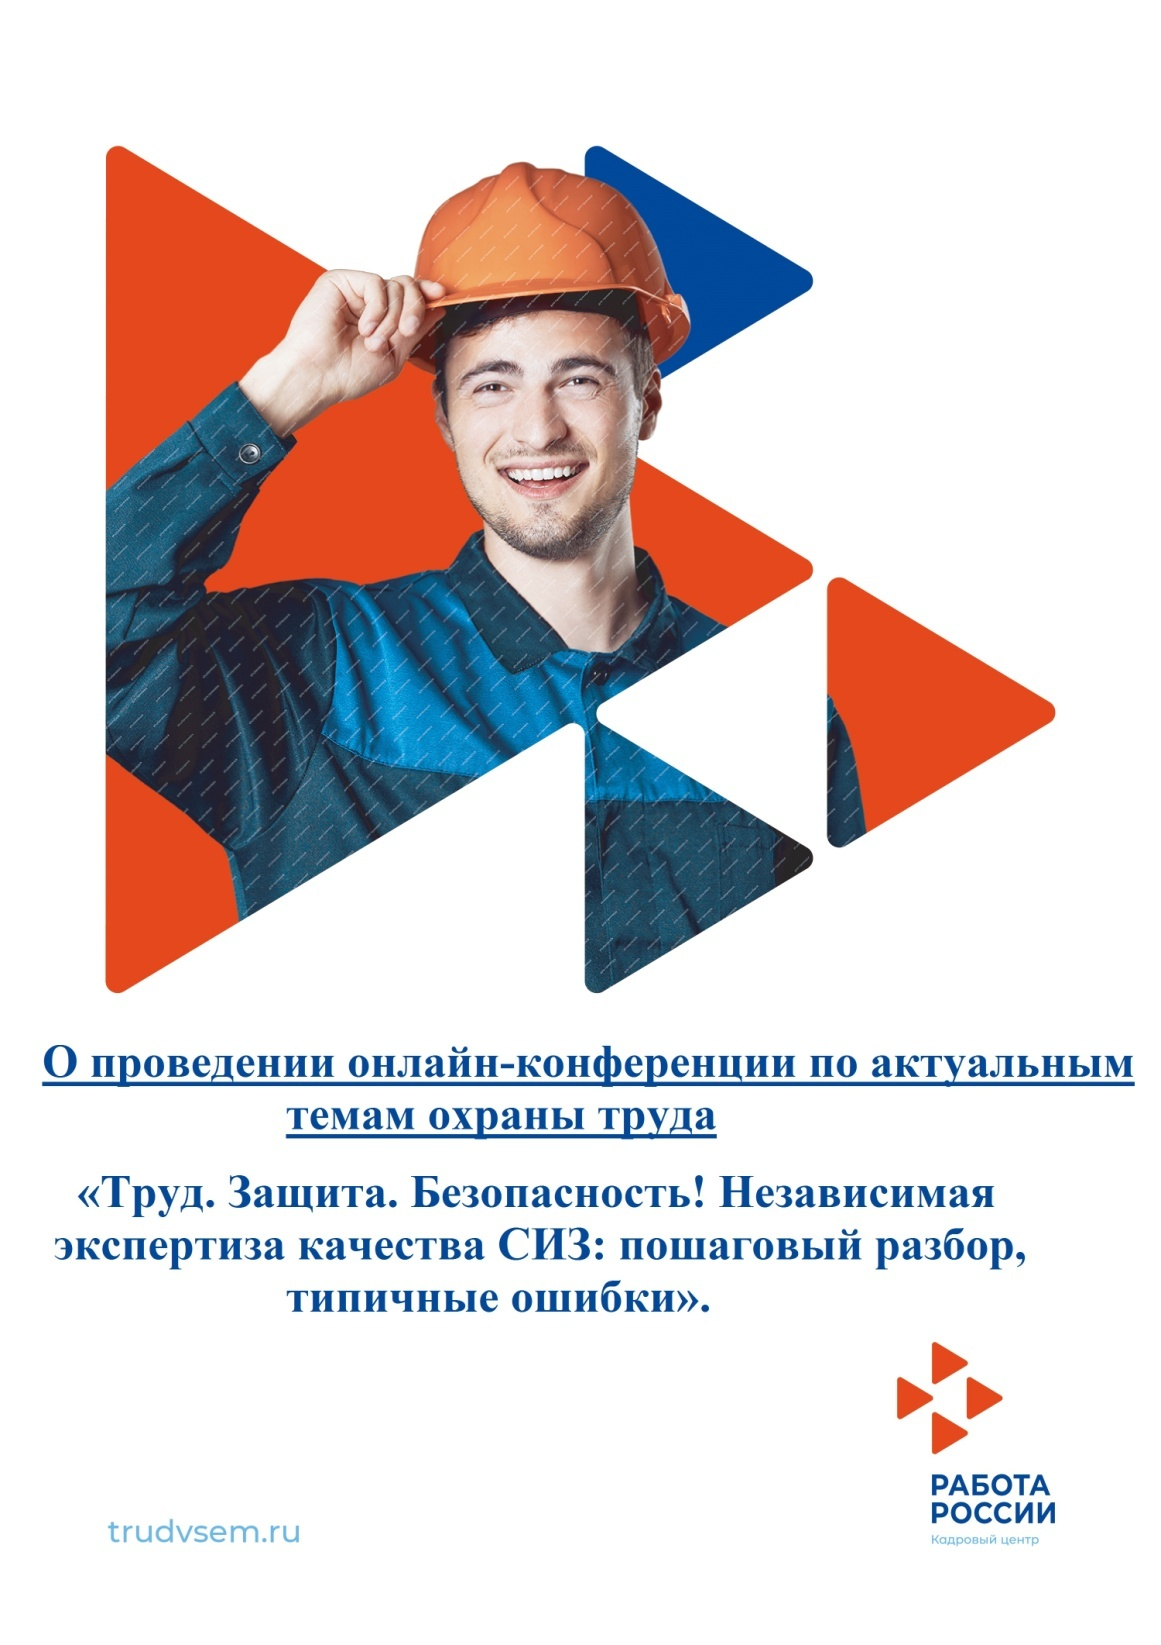 О проведении онлайн-конференции по актуальным
темам охраны труда
«Труд. Защита. Безопасность! Независимая
экспертиза качества СИЗ: пошаговый разбор,
типичные ошибки».
РАБОТА
РОССИИ
Кадровый центр
trudvsem.ru